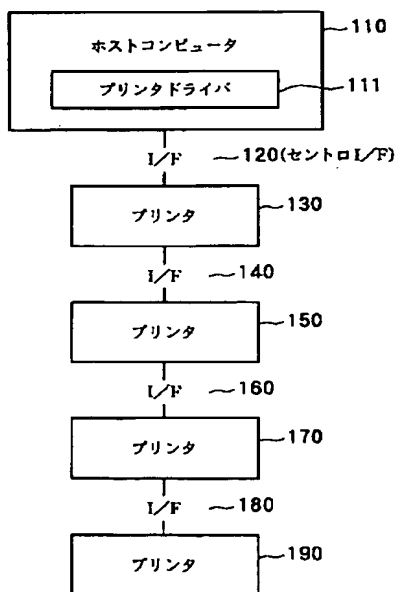 110
ホストコンピュータ
プリンタドライバ 111
I/F 120(セントロI/F)
プリンタ 130
I/F 140
プリンタ 150
I/F 160
プリンタ 170
I/F 180
プリンタ 190